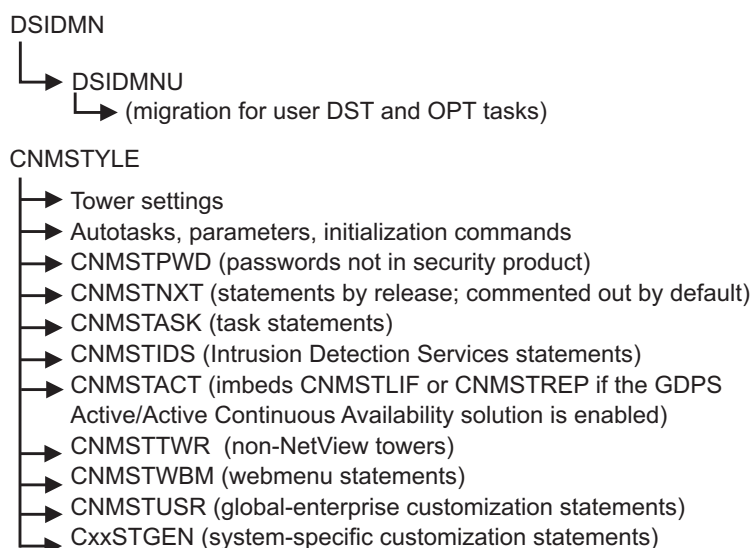 DSIDMN
DSIDMNU
(migration for user DST and OPT tasks)
CNMSTYLE
Tower settings
Autotasks, parameters, initialization commands
CNMSTPWD (passwords not in security product)
CNMSTNXT (statements by release; commented out by default)
CNMSTASK (task statements)
CNMSTIDS (Intrusion Detection Services statements)
CNMSTACT (imbeds CNMSTLIF or CNMSTREP if the GDPS
Active/Active Continuous Availability solution is enabled)
CNMSTTWR (non-NetView towers)
CNMSTWBM (webmenu statements)
CNMSTUSR (global-enterprise customization statements)
CxxSTGEN (system-specific customization statements)